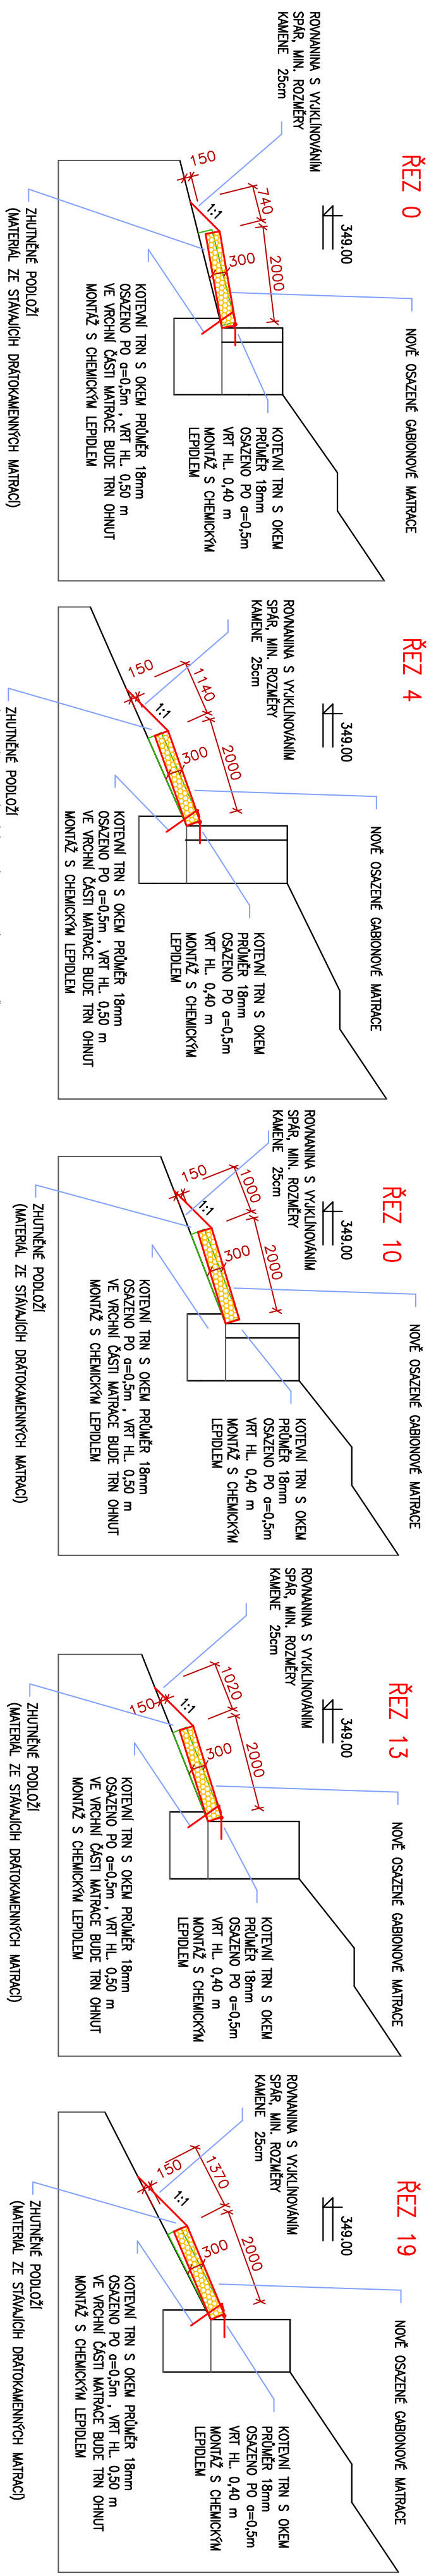 ŘEZ 0
NOVĚ OSAZENÉ GABIONOVÉ MATRACE
349.00
ROVNANINA S VYJKLÍNOVÁNÍM
SPÁR, MIN. ROZMĚRY
KAMENE 25cm
740
2000
1:1
150
300
KOTEVNÍ TRN S OKEM
PRŮMĚR 18mm
OSAZENO PO a=0,5m
VRT HL. 0,40 m
MONTÁŽ S CHEMICKÝM
LEPIDLEM
KOTEVNÍ TRN S OKEM PRŮMĚR 18mm
OSAZENO PO a=0,5m , VRT HL. 0,50 m
VE VRCHNÍ ČÁSTI MATRACE BUDE TRN OHNUT
MONTÁŽ S CHEMICKÝM LEPIDLEM
ZHUTNĚNÉ PODLOŽÍ
(MATERIÁL ZE STÁVAJÍCÍH DRÁTOKAMENNÝCH MATRACÍ)
ŘEZ 4
NOVĚ OSAZENÉ GABIONOVÉ MATRACE
349.00
ROVNANINA S VYJKLÍNOVÁNÍM
SPÁR, MIN. ROZMĚRY
KAMENE 25cm
1140
2000
1:1
150
300
KOTEVNÍ TRN S OKEM
PRŮMĚR 18mm
OSAZENO PO a=0,5m
VRT HL. 0,40 m
MONTÁŽ S CHEMICKÝM
LEPIDLEM
KOTEVNÍ TRN S OKEM PRŮMĚR 18mm
OSAZENO PO a=0,5m , VRT HL. 0,50 m
VE VRCHNÍ ČÁSTI MATRACE BUDE TRN OHNUT
MONTÁŽ S CHEMICKÝM LEPIDLEM
ZHUTNĚNÉ PODLOŽÍ
ŘEZ 10
NOVĚ OSAZENÉ GABIONOVÉ MATRACE
349.00
ROVNANINA S VYJKLÍNOVÁNÍM
SPÁR, MIN. ROZMĚRY
KAMENE 25cm
1000
2000
1:1
150
300
KOTEVNÍ TRN S OKEM
PRŮMĚR 18mm
OSAZENO PO a=0,5m
VRT HL. 0,40 m
MONTÁŽ S CHEMICKÝM
LEPIDLEM
KOTEVNÍ TRN S OKEM PRŮMĚR 18mm
OSAZENO PO a=0,5m , VRT HL. 0,50 m
VE VRCHNÍ ČÁSTI MATRACE BUDE TRN OHNUT
MONTÁŽ S CHEMICKÝM LEPIDLEM
ZHUTNĚNÉ PODLOŽÍ
(MATERIÁL ZE STÁVAJÍCÍH DRÁTOKAMENNÝCH MATRACÍ)
ŘEZ 13
NOVĚ OSAZENÉ GABIONOVÉ MATRACE
349.00
ROVNANINA S VYJKLÍNOVÁNÍM
SPÁR, MIN. ROZMĚRY
KAMENE 25cm
1020
2000
1:1
150
300
KOTEVNÍ TRN S OKEM
PRŮMĚR 18mm
OSAZENO PO a=0,5m
VRT HL. 0,40 m
MONTÁŽ S CHEMICKÝM
LEPIDLEM
KOTEVNÍ TRN S OKEM PRŮMĚR 18mm
OSAZENO PO a=0,5m , VRT HL. 0,50 m
VE VRCHNÍ ČÁSTI MATRACE BUDE TRN OHNUT
MONTÁŽ S CHEMICKÝM LEPIDLEM
ZHUTNĚNÉ PODLOŽÍ
(MATERIÁL ZE STÁVAJÍCÍH DRÁTOKAMENNÝCH MATRACÍ)
ŘEZ 19
NOVĚ OSAZENÉ GABIONOVÉ MATRACE
349.00
ROVNANINA S VYJKLÍNOVÁNÍM
SPÁR, MIN. ROZMĚRY
KAMENE 25cm
1370
2000
1:1
150
300
KOTEVNÍ TRN S OKEM
PRŮMĚR 18mm
OSAZENO PO a=0,5m
VRT HL. 0,40 m
MONTÁŽ S CHEMICKÝM
LEPIDLEM
KOTEVNÍ TRN S OKEM PRŮMĚR 18mm
OSAZENO PO a=0,5m , VRT HL. 0,50 m
VE VRCHNÍ ČÁSTI MATRACE BUDE TRN OHNUT
MONTÁŽ S CHEMICKÝM LEPIDLEM
ZHUTNĚNÉ PODLOŽÍ
(MATERIÁL ZE STÁVAJÍCÍH DRÁTOKAMENNÝCH MATRACÍ)